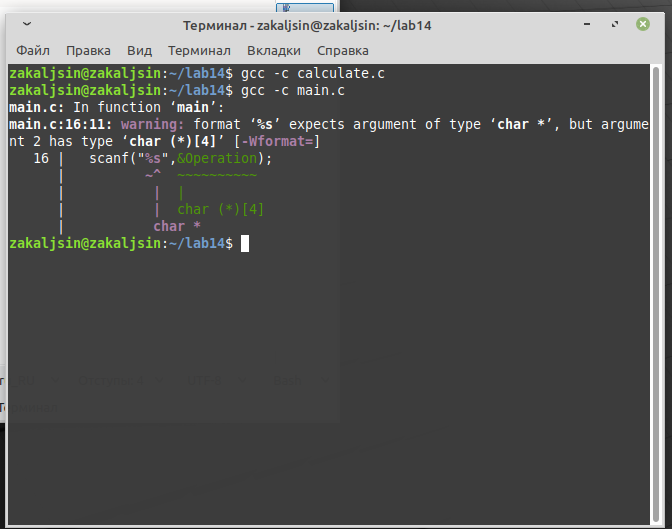 Терминал - zakaljsin@zakaljsin: ~/lab14
Файл Правка Вид Терминал Вкладки Справка
zakaljsin@zakaljsin:~/lab14$ gcc -c calculate.c
zakaljsin@zakaljsin:~/lab14$ gcc -c main.c
main.c: In function ‘main’:
main.c:16:11: warning: format ‘%s’ expects argument of type ‘char *’, but argume
nt 2 has type ‘char (*)[4]’ [-Wformat=]
   16 |   scanf("%s",&Operation);
      |          ~^  ~~~~~~~~~~
      |           |  |
      |           |  char (*)[4]
      |           char *
zakaljsin@zakaljsin:~/lab14$